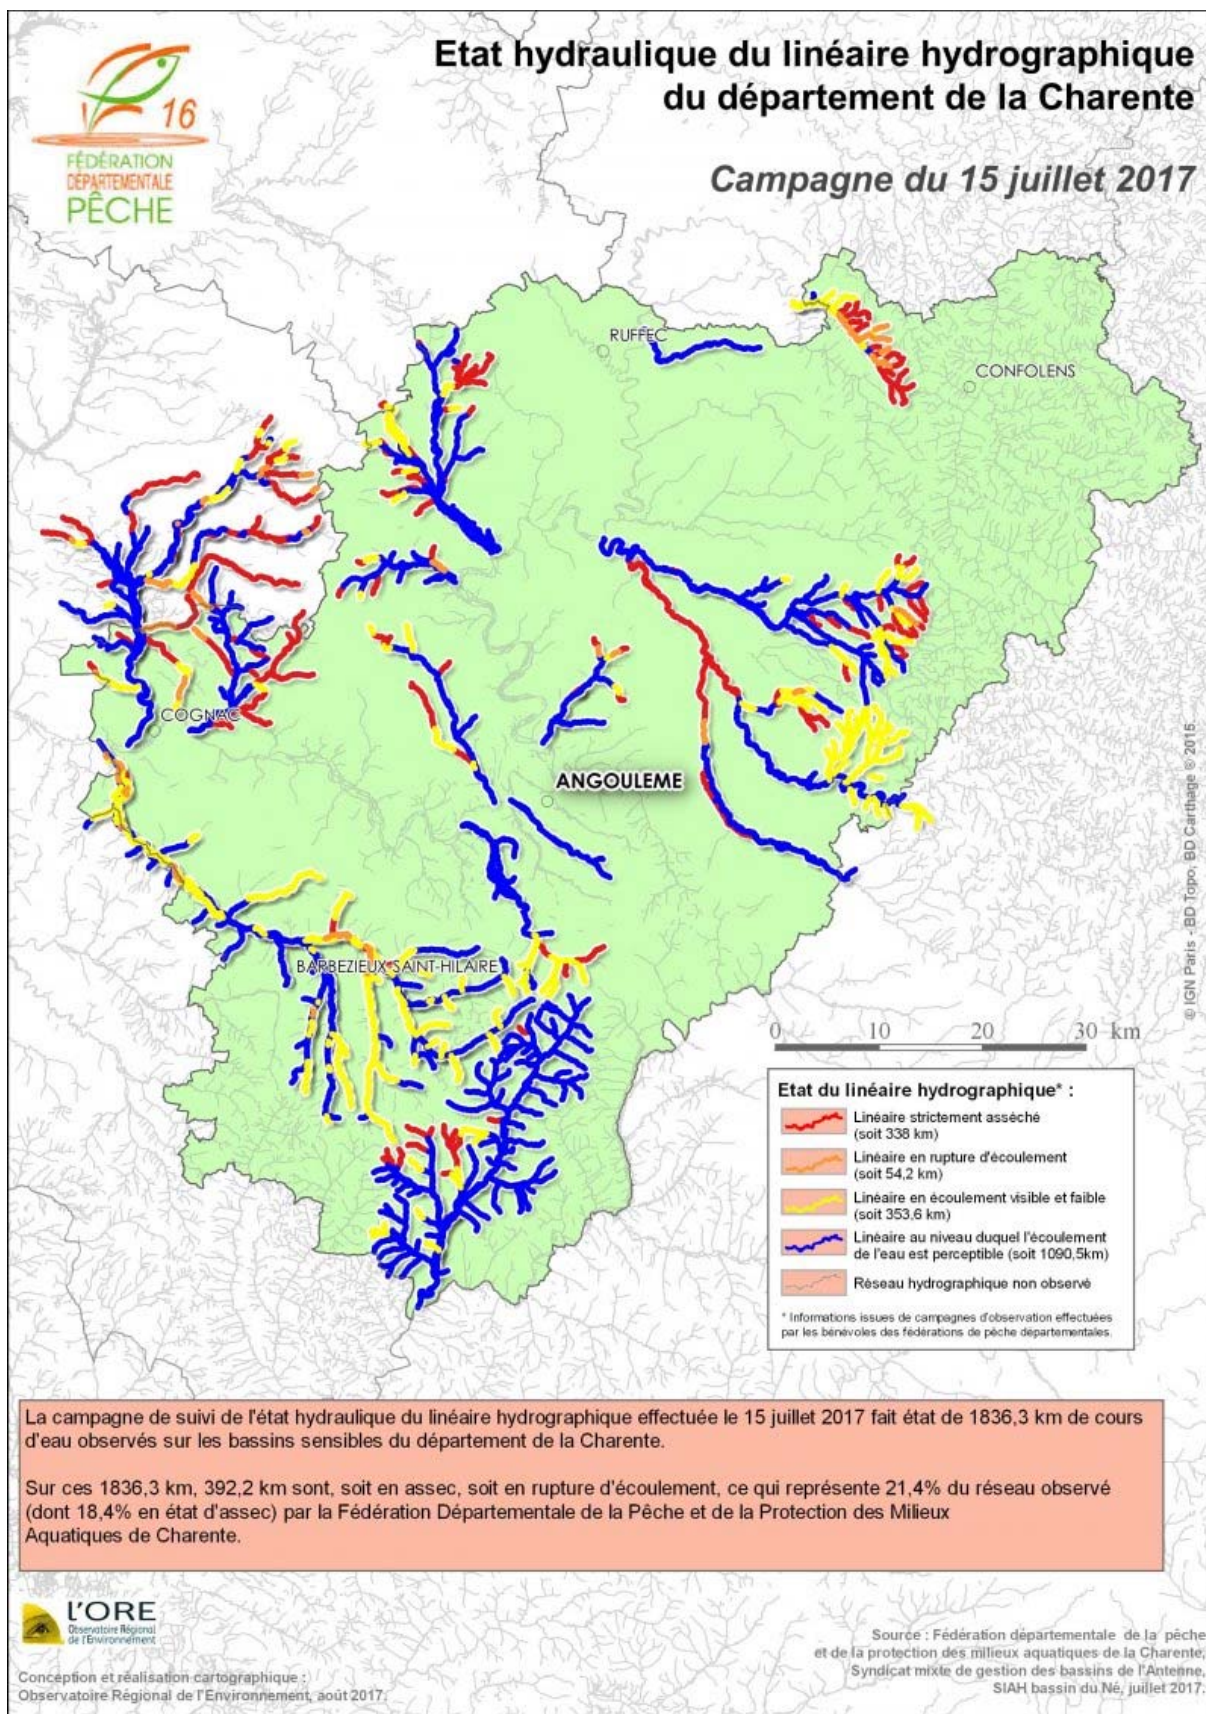 Etat hydraulique du linéaire hydrographique
du département de la Charente
Campagne du 15 juillet 2017
16
FÉDÉRATION
DÉPARTEMENTALE
PÊCHE
RUFFEC
CONFOLENS
COGNAC
ANGOULEME
BARBEZIEUX SAINT-HILAIRE
© IGN Paris - BD Topo, BD Carthage © 2015
0 10 20 30 km
Etat du linéaire hydrographique* :
Linéaire strictement asséché
(soit 338 km)
Linéaire en rupture d'écoulement
(soit 54,2 km)
Linéaire en écoulement visible et faible
(soit 353,6 km)
Linéaire au niveau duquel l'écoulement
de l'eau est perceptible (soit 1090,5km)
Réseau hydrographique non observé
* Informations issues de campagnes d'observation effectuées
par les bénévoles des fédérations de pêche départementales.
La campagne de suivi de l'état hydraulique du linéaire hydrographique effectuée le 15 juillet 2017 fait état de 1836,3 km de cours
d'eau observés sur les bassins sensibles du département de la Charente.
Sur ces 1836,3 km, 392,2 km sont, soit en assec, soit en rupture d'écoulement, ce qui représente 21,4% du réseau observé
(dont 18,4% en état d'assec) par la Fédération Départementale de la Pêche et de la Protection des Milieux
Aquatiques de Charente.
L'ORE
Observatoire Régional
de l'Environnement
Conception et réalisation cartographique :
Observatoire Régional de l'Environnement, août 2017.
Source : Fédération départementale de la pêche
et de la protection des milieux aquatiques de la Charente,
Syndicat mixte de gestion des bassins de l'Antenne,
SIAH bassin du Né, juillet 2017.